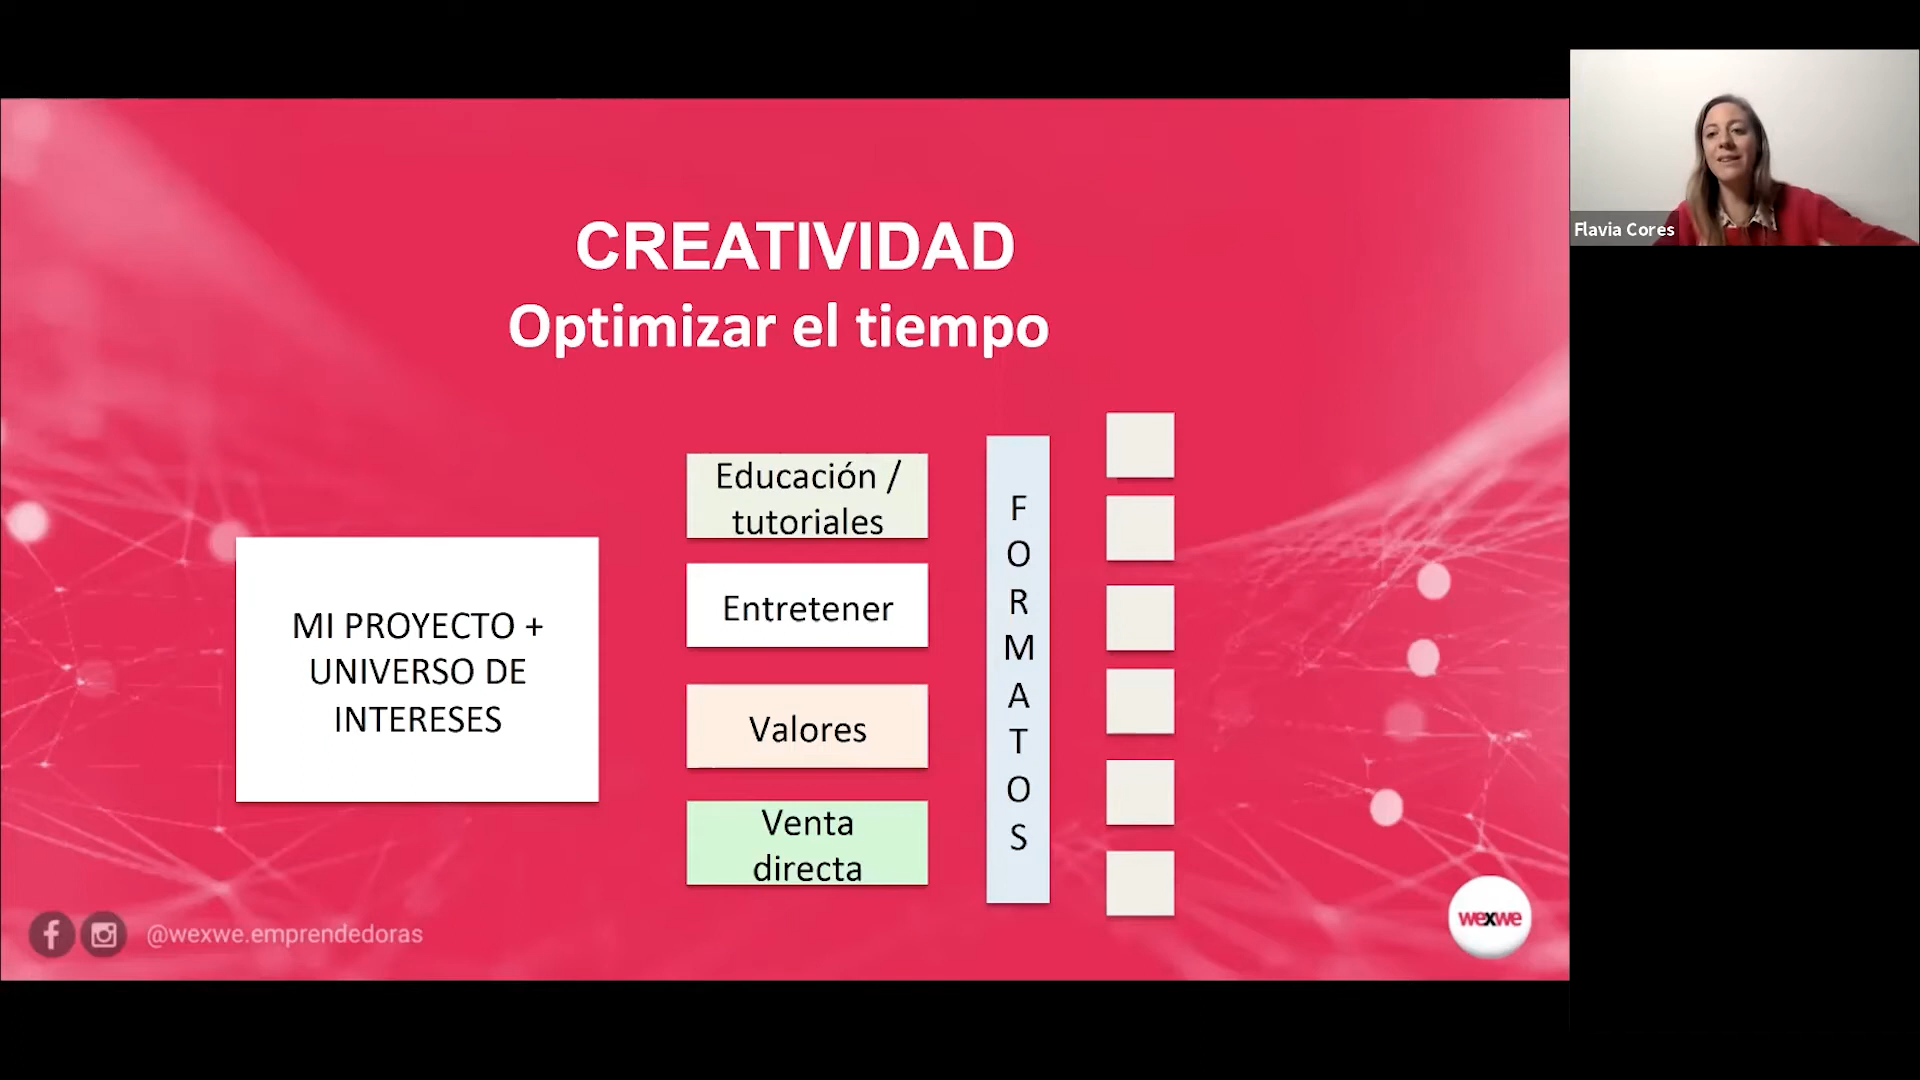 CREATIVIDAD
Optimizar el tiempo
MI PROYECTO +
UNIVERSO DE
INTERESES
Educación /
tutoriales
Entretener
Valores
Venta
directa
F
O
R
M
A
T
O
S
@wexwe.emprendedoras
wexwe
Flavia Cores